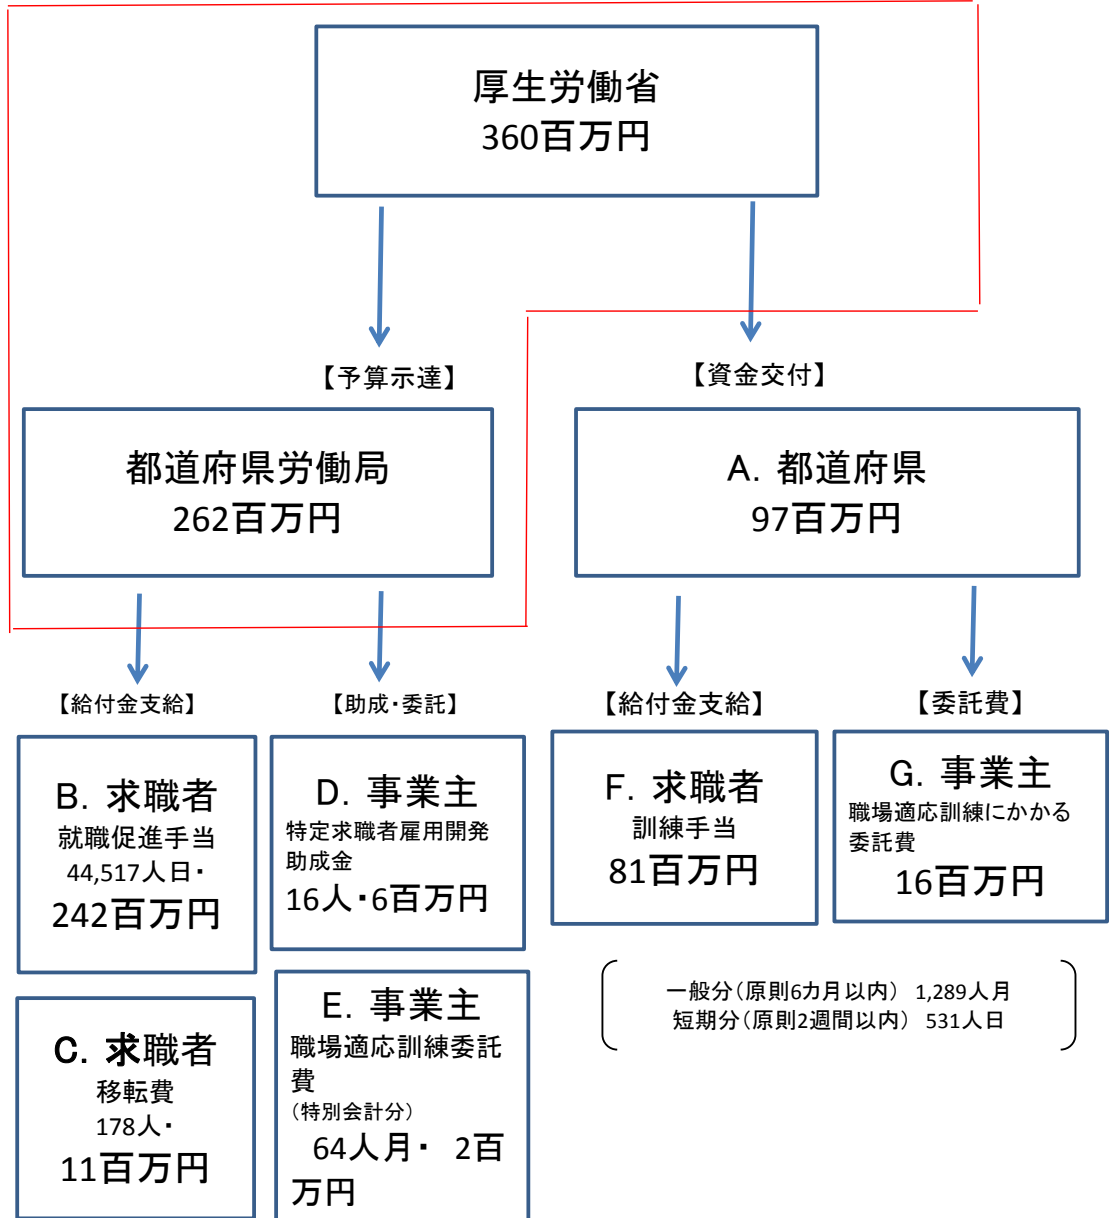 厚生労働省
360百万円
【予算示達】
【資金交付】
都道府県労働局
262百万円
A. 都道府県
97百万円
【給付金支給】
【助成・委託】
【給付金支給】
【委託費】
B. 求職者
就職促進手当
44,517人日・
242百万円
D. 事業主
特定求職者雇用開発
助成金
16人・6百万円
F. 求職者
訓練手当
81百万円
G. 事業主
職場適応訓練にかかる
委託費
16百万円
C. 求職者
移転費
178人・
11百万円
E. 事業主
職場適応訓練委託
費
(特別会計分)
64人月・ 2百
万円
一般分(原則6カ月以内) 1,289人月
短期分(原則2週間以内) 531人日